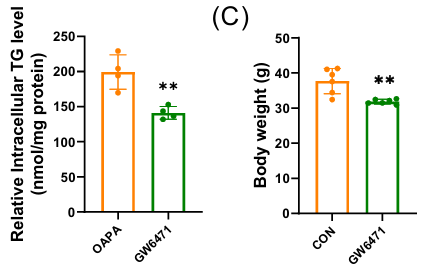 (C)
Relative Intracellular TG level
(nmol/mg protein)
250
200
150
100
50
0
**
OAPA
GW6471
Body weight (g)
50
40
30
20
10
0
**
CON
GW6471